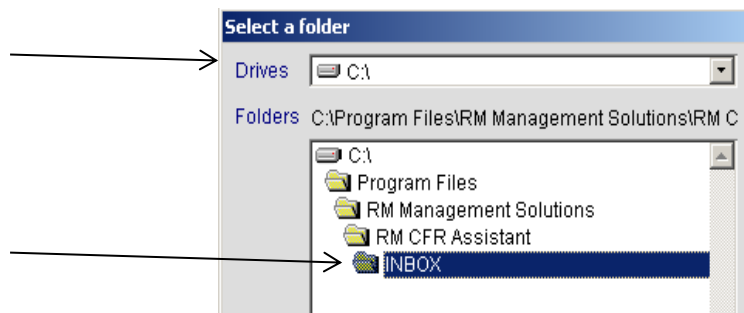 Select a folder
Drives C:\
Folders C:\Program Files\RM Management Solutions\RM C
C:\
Program Files
RM Management Solutions
RM CFR Assistant
INBOX